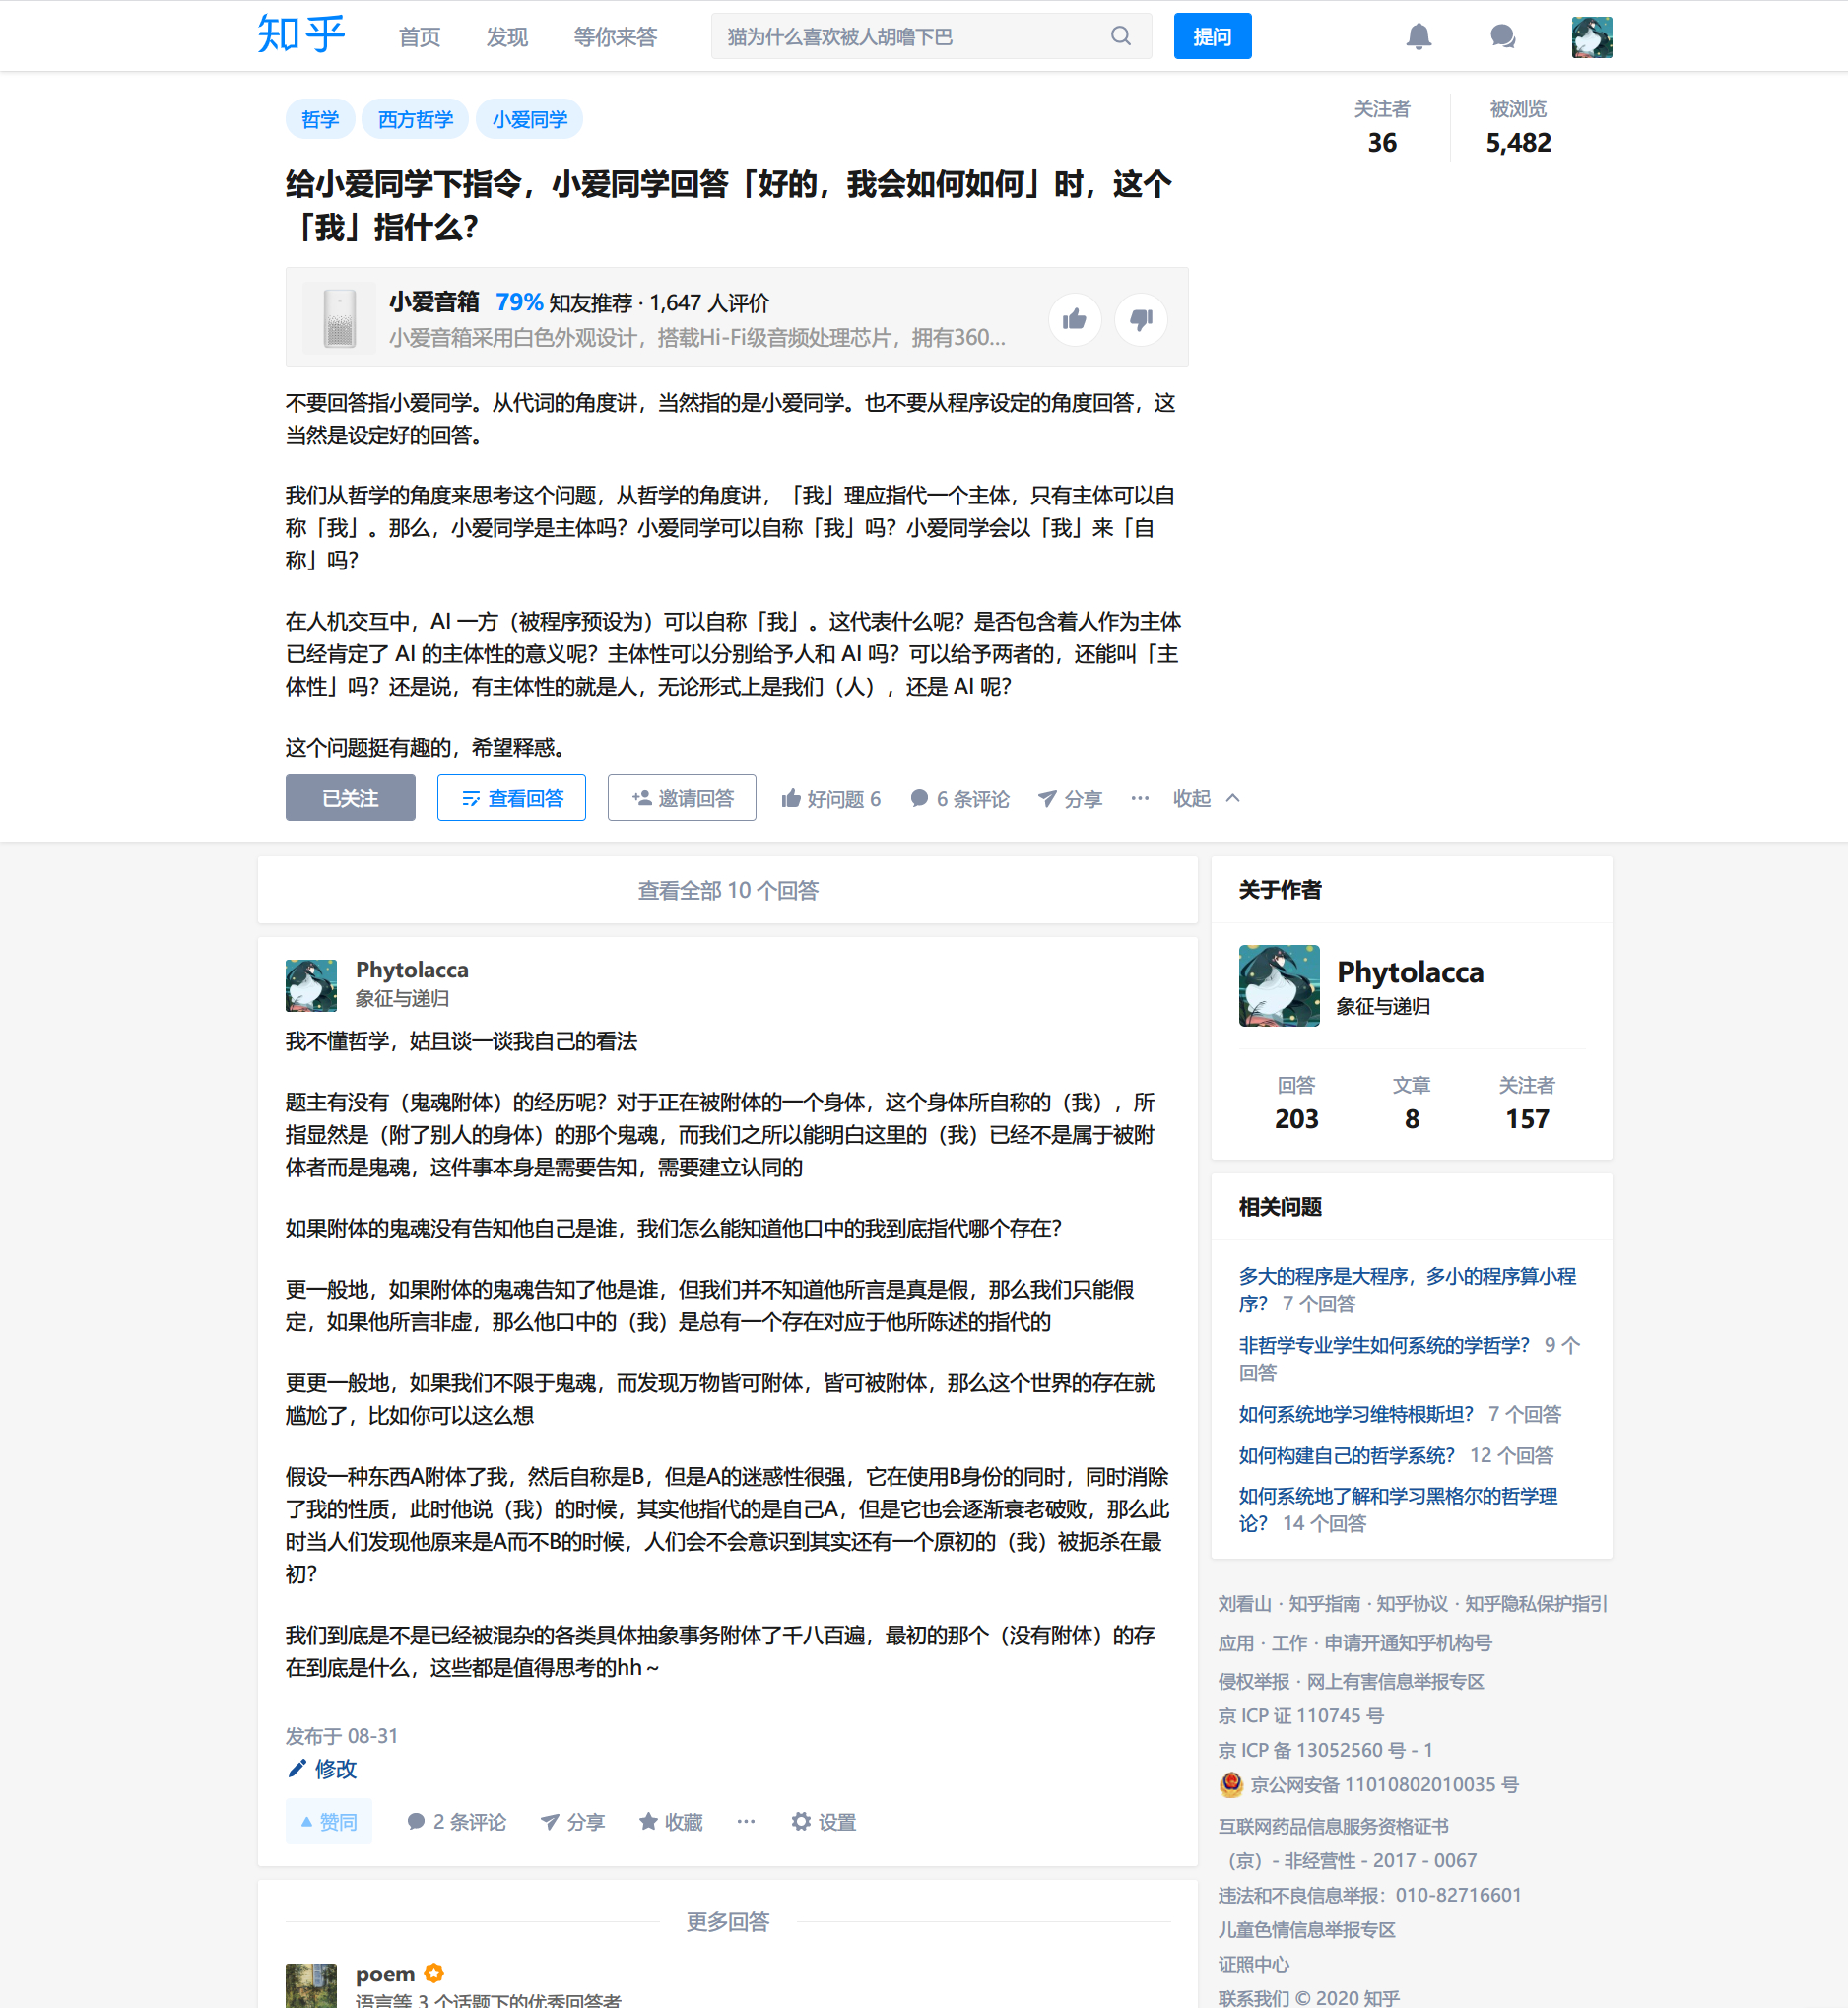 知乎
首页 发现 等你来答 猫为什么喜欢被人胡噜下巴 提问
哲学 西方哲学 小爱同学
关注者 被浏览
36 5,482
给小爱同学下指令，小爱同学回答「好的，我会如何如何」时，这个
「我」指什么？
小爱音箱 79% 知友推荐 · 1,647 人评价
小爱音箱采用白色外观设计，搭载Hi-Fi级音频处理芯片，拥有360...
不要回答指小爱同学。从代词的角度讲，当然指的是小爱同学。也不要从程序设定的角度回答，这
当然是设定好的回答。
我们从哲学的角度来思考这个问题，从哲学的角度讲，「我」理应指代一个主体，只有主体可以自
称「我」。那么，小爱同学是主体吗？小爱同学可以自称「我」吗？小爱同学会以「我」来「自
称」吗？
在人机交互中，AI 一方（被程序预设为）可以自称「我」。这代表什么呢？是否包含着人作为主体
已经肯定了 AI 的主体性的意义呢？主体性可以分别给予人和 AI 吗？可以给予两者的，还能叫「主
体性」吗？还是说，有主体性的就是人，无论形式上是我们（人），还是 AI 呢？
这个问题挺有趣的，希望释惑。
已关注 查看回答 邀请回答 好问题 6 6 条评论 分享 ··· 收起
查看全部 10 个回答
Phytolacca
象征与递归
我不懂哲学，姑且谈一谈我自己的看法
题主有没有（鬼魂附体）的经历呢？对于正在被附体的一个身体，这个身体所自称的（我），所
指显然是（附了别人的身体）的那个鬼魂，而我们之所以能明白这里的（我）已经不是属于被附
体者而是鬼魂，这件事本身是需要告知，需要建立认同的
如果附体的鬼魂没有告知他自己是谁，我们怎么能知道他口中的我到底指代哪个存在？
更一般地，如果附体的鬼魂告知了他是谁，但我们并不知道他所言是真是假，那么我们只能假
定，如果他所言非虚，那么他口中的（我）是总有一个存在对应于他所陈述的指代的
更更一般地，如果我们不限于鬼魂，而发现万物皆可附体，皆可被附体，那么这个世界的存在就
尴尬了，比如你可以这么想
假设一种东西A附体了我，然后自称是B，但是A的迷惑性很强，它在使用B身份的同时，同时消除
了我的性质，此时他说（我）的时候，其实他指代的是自己A，但是它也会逐渐衰老破败，那么此
时当人们发现他原来是A而不B的时候，人们会不会意识到其实还有一个原初的（我）被扼杀在最
初？
我们到底是不是已经被混杂的各类具体抽象事务附体了千八百遍，最初的那个（没有附体）的存
在到底是什么，这些都是值得思考的hh～
发布于 08-31
修改
赞同 2 条评论 分享 收藏 ··· 设置
更多回答
poem
语言等 3 个话题下的优秀回答者
关于作者
Phytolacca
象征与递归
回答 文章 关注者
203 8 157
相关问题
多大的程序是大程序，多小的程序算小程
序？ 7 个回答
非哲学专业学生如何系统的学哲学？ 9 个
回答
如何系统地学习维特根斯坦？ 7 个回答
如何构建自己的哲学系统？ 12 个回答
如何系统地了解和学习黑格尔的哲学理
论？ 14 个回答
刘看山 · 知乎指南 · 知乎协议 · 知乎隐私保护指引
应用 · 工作 · 申请开通知乎机构号
侵权举报 · 网上有害信息举报专区
京 ICP 证 110745 号
京 ICP 备 13052560 号 - 1
京公网安备 11010802010035 号
互联网药品信息服务资格证书
（京）- 非经营性 - 2017 - 0067
违法和不良信息举报：010-82716601
儿童色情信息举报专区
证照中心
联系我们 © 2020 知乎